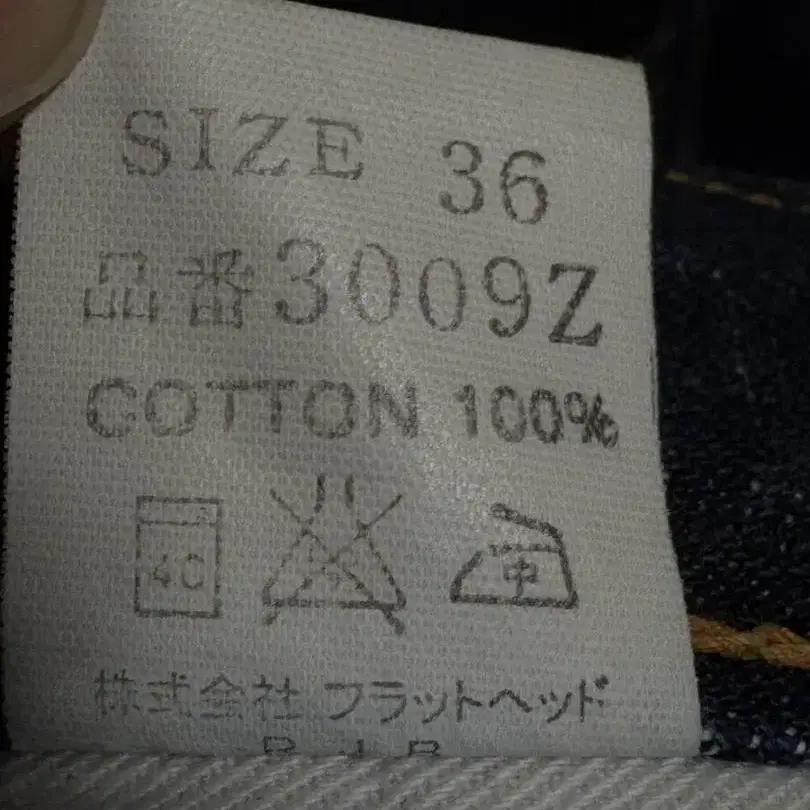 SIZE 36
品番3009Z
COTTON 100%
40
中
株式会社 フラットヘッド